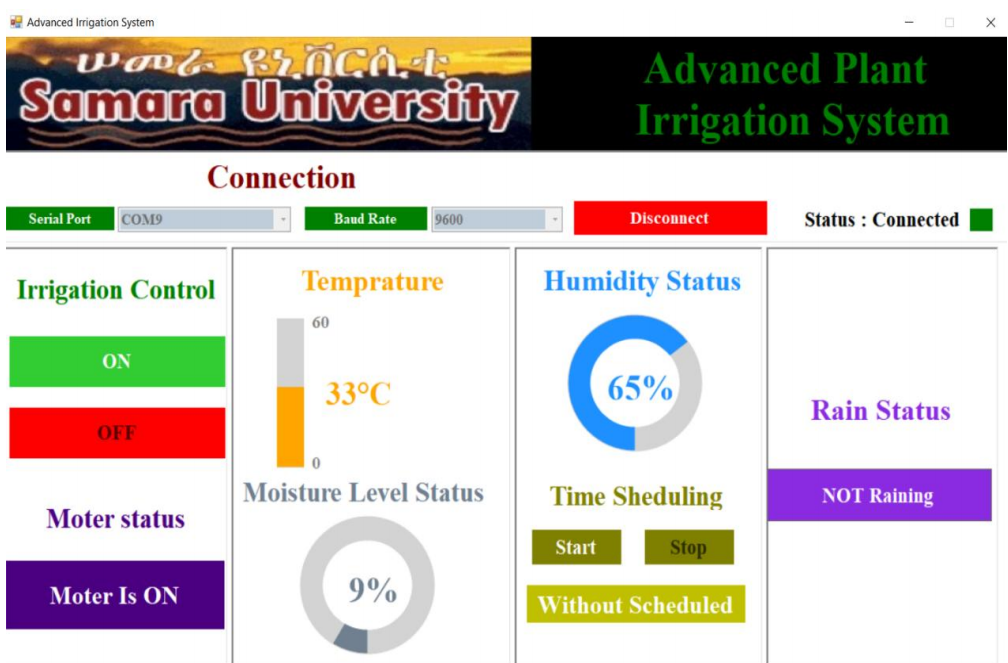 Advanced Irrigation System
ሠመራ ዩኒቨርሲቲ
Samara University
Advanced Plant
Irrigation System
Connection
Serial Port COM9 Baud Rate 9600 Disconnect Status : Connected
Irrigation Control
ON
OFF
Moter status
Moter Is ON
Temprature
60
33°C
0
Moisture Level Status
9%
Humidity Status
65%
Time Sheduling
Start Stop
Without Scheduled
Rain Status
NOT Raining